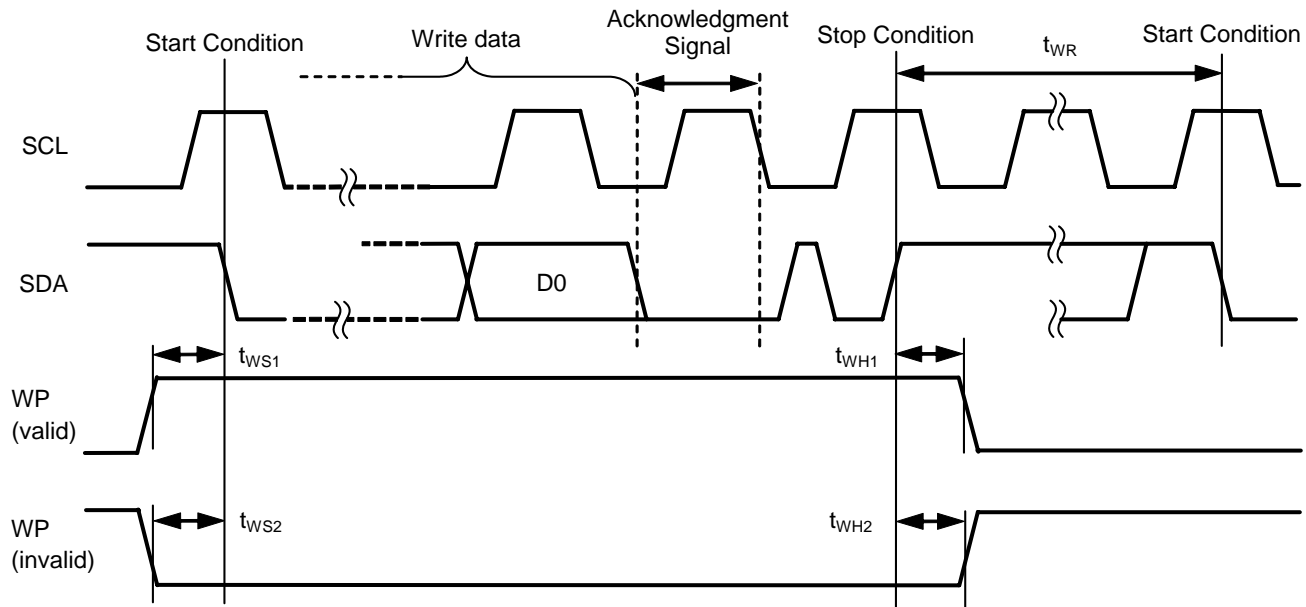 Start Condition
Write data
Acknowledgment
Signal
Stop Condition
tWR
Start Condition
SCL
SDA
D0
tWS1
tWH1
WP
(valid)
tWS2
tWH2
WP
(invalid)